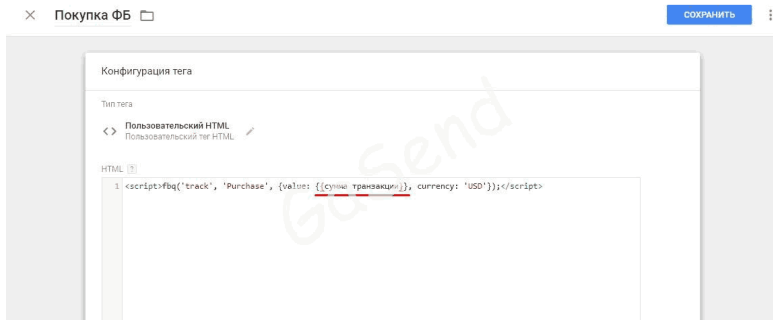 Покупка ФБ
СОХРАНИТЬ
Конфигурация тега
Тип тега
Пользовательский HTML
Пользовательский тег HTML
HTML ?
1 <script>fbq('track', 'Purchase', {value: {{сумма транзакции}}, currency: 'USD'});</script>
GaSend